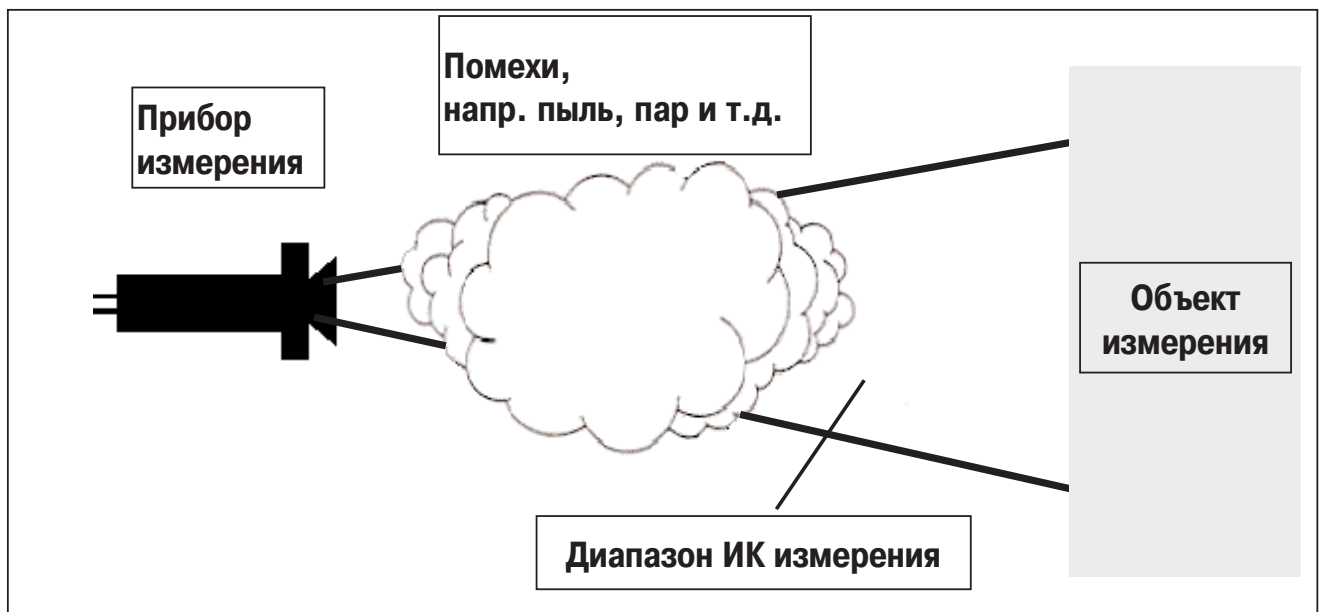 Помехи,
напр. пыль, пар и т.д.
Прибор
измерения
Объект
измерения
Диапазон ИК измерения